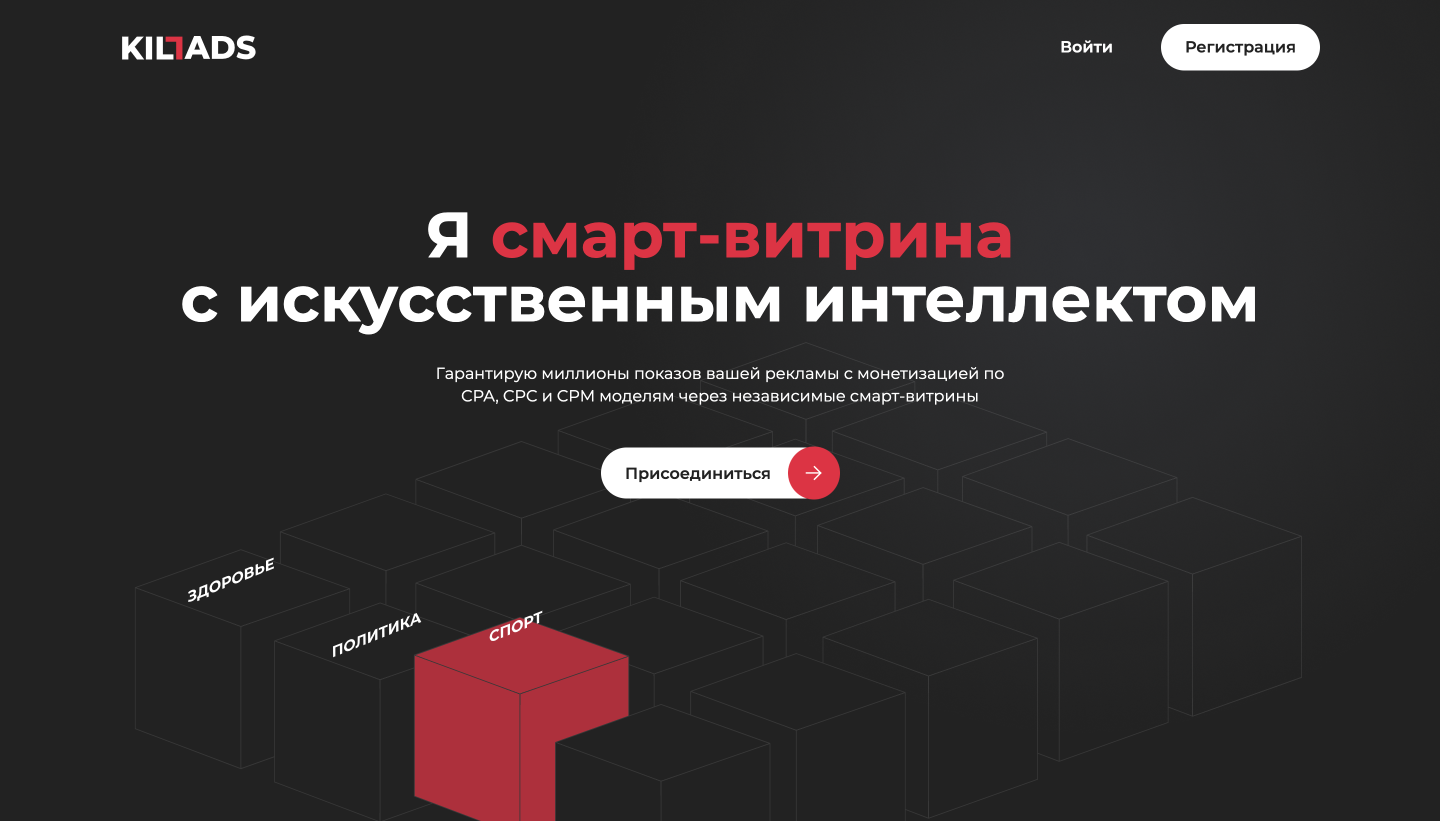 KILLADS
Войти
Регистрация
Я смарт-витрина
с искусственным интеллектом
Гарантирую миллионы показов вашей рекламы с монетизацией по
CPA, CPC и CPM моделям через независимые смарт-витрины
Присоединиться
ЗДОРОВЬЕ
ПОЛИТИКА
СПОРТ